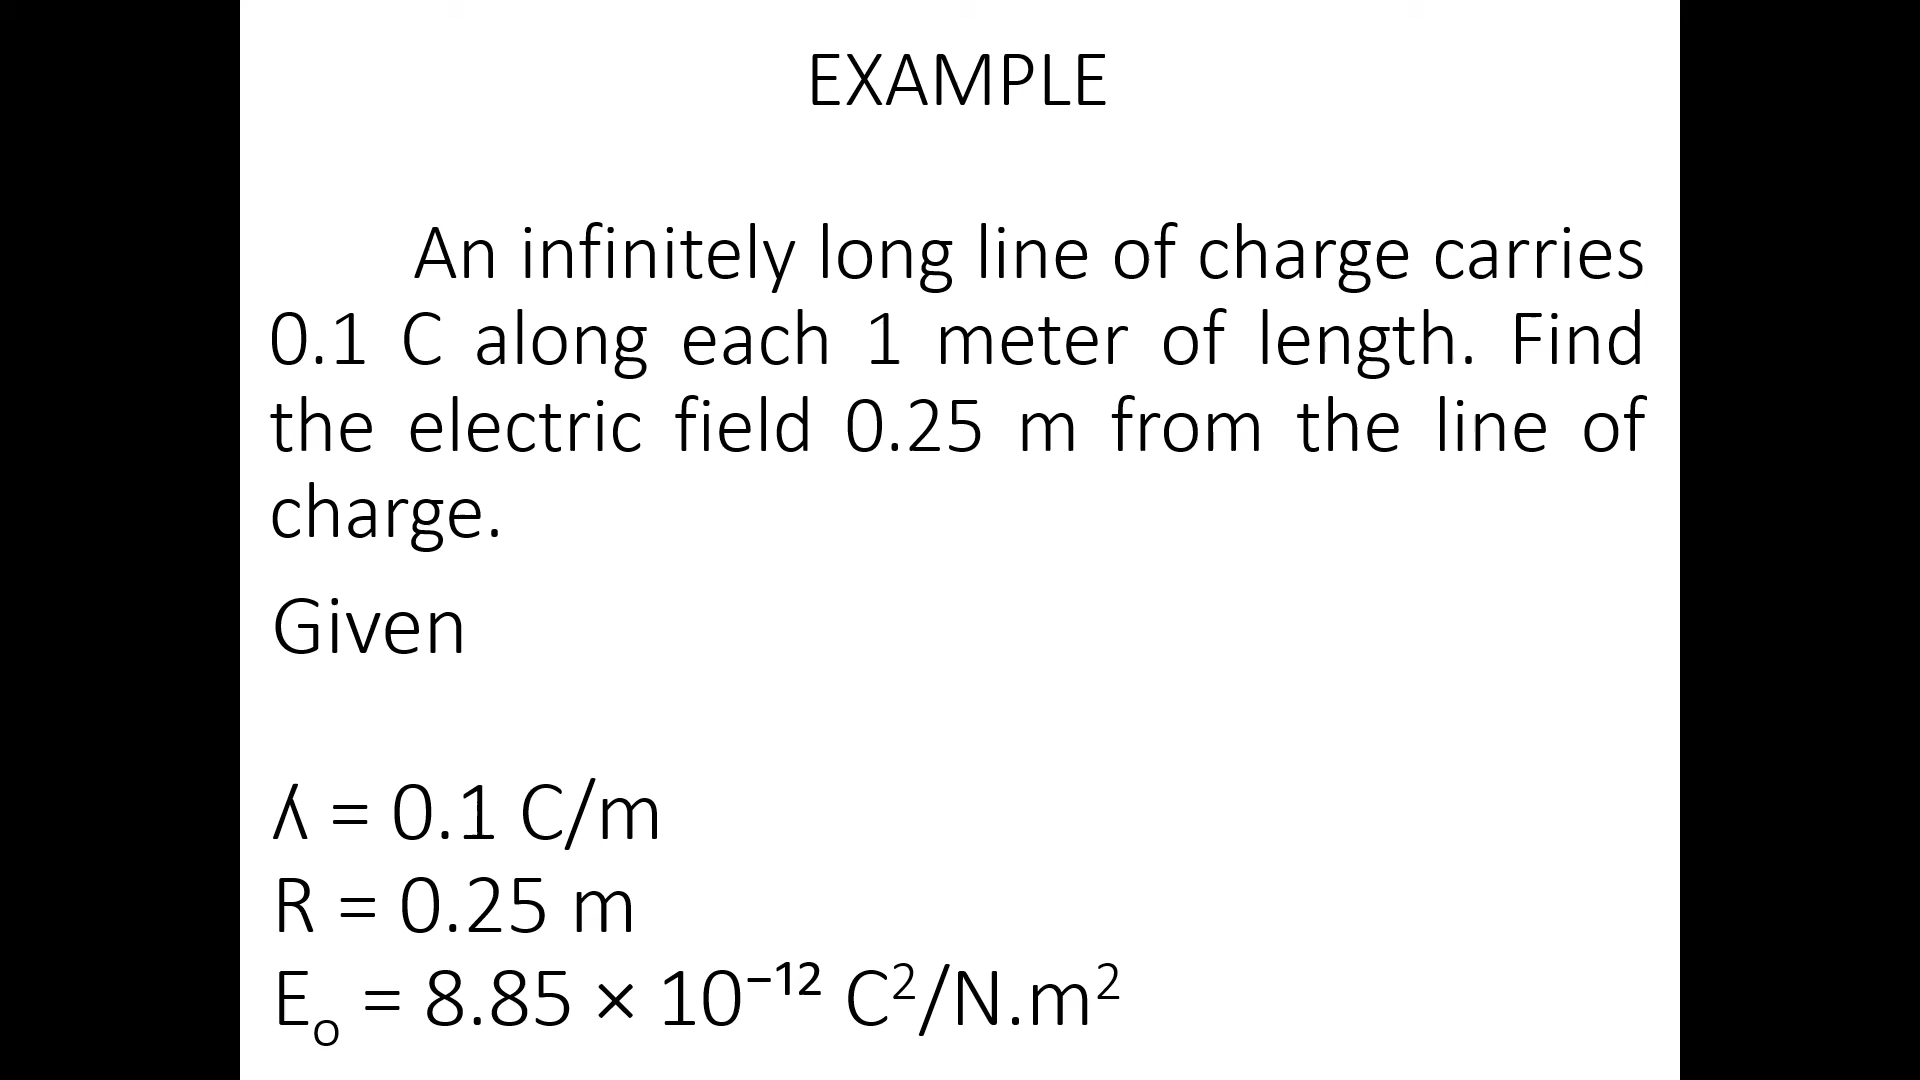 EXAMPLE
An infinitely long line of charge carries
0.1 C along each 1 meter of length. Find
the electric field 0.25 m from the line of
charge.
Given
ʎ = 0.1 C/m
R = 0.25 m
Eₒ = 8.85 × 10⁻¹² C²/N.m²